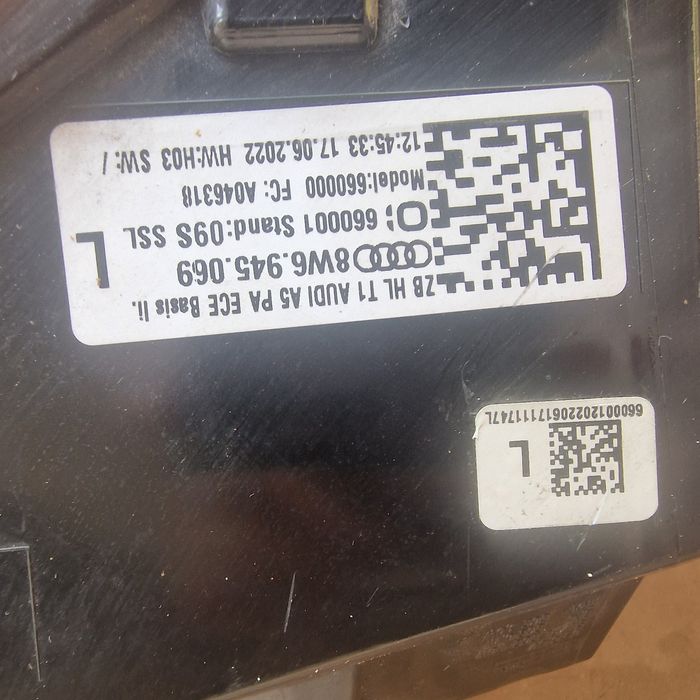 ZB HL T1 AUDI A5 PA ECE Basis li.
8W6.945.069
660001 Stand:09S SSL
L
Model:660000 FC: A046318
12:45:33 17.06.2022 HW:H03 SW: /
L
66000120220617111747L